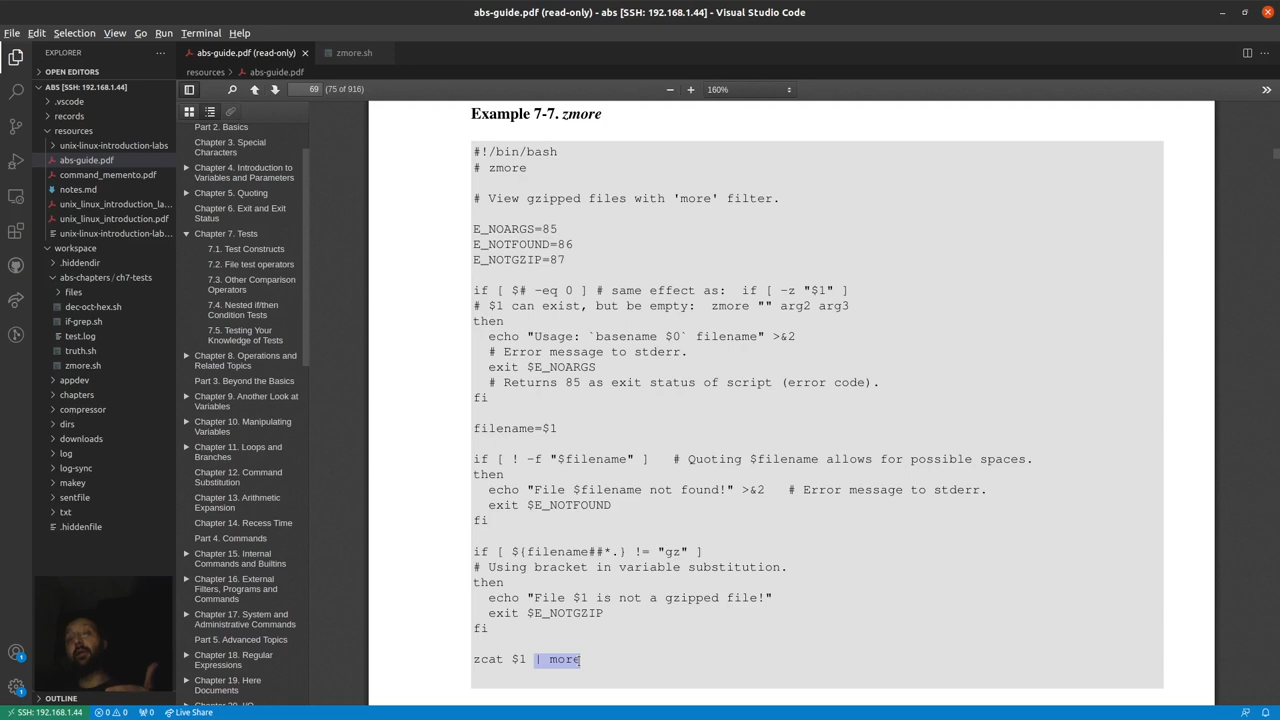 abs-guide.pdf (read-only) - abs [SSH: 192.168.1.44] - Visual Studio Code
File Edit Selection View Go Run Terminal Help
EXPLORER
OPEN EDITORS
ABS [SSH: 192.168.1.44]
.vscode
records
resources
unix-linux-introduction-labs
abs-guide.pdf
command_memento.pdf
notes.md
unix_linux_introduction_la...
unix_linux_introduction.pdf
unix-linux-introduction-lab...
workspace
.hiddendir
abs-chapters / ch7-tests
files
dec-oct-hex.sh
if-grep.sh
test.log
truth.sh
zmore.sh
appdev
chapters
compressor
dirs
downloads
log
log-sync
makey
sentfile
txt
.hiddenfile
OUTLINE
abs-guide.pdf (read-only)
zmore.sh
resources > abs-guide.pdf
69 (75 of 916)
160%
Part 2. Basics
Chapter 3. Special
Characters
Chapter 4. Introduction to
Variables and Parameters
Chapter 5. Quoting
Chapter 6. Exit and Exit
Status
Chapter 7. Tests
7.1. Test Constructs
7.2. File test operators
7.3. Other Comparison
Operators
7.4. Nested if/then
Condition Tests
7.5. Testing Your
Knowledge of Tests
Chapter 8. Operations and
Related Topics
Part 3. Beyond the Basics
Chapter 9. Another Look at
Variables
Chapter 10. Manipulating
Variables
Chapter 11. Loops and
Branches
Chapter 12. Command
Substitution
Chapter 13. Arithmetic
Expansion
Chapter 14. Recess Time
Part 4. Commands
Chapter 15. Internal
Commands and Builtins
Chapter 16. External
Filters, Programs and
Commands
Chapter 17. System and
Administrative Commands
Part 5. Advanced Topics
Chapter 18. Regular
Expressions
Chapter 19. Here
Documents
Example 7-7. zmore
#!/bin/bash
# zmore
# View gzipped files with 'more' filter.
E_NOARGS=85
E_NOTFOUND=86
E_NOTGZIP=87
if [ $# -eq 0 ] # same effect as: if [ -z "$1" ]
# $1 can exist, but be empty: zmore "" arg2 arg3
then
echo "Usage: `basename $0` filename" >&2
# Error message to stderr.
exit $E_NOARGS
# Returns 85 as exit status of script (error code).
fi
filename=$1
if [ ! -f "$filename" ] # Quoting $filename allows for possible spaces.
then
echo "File $filename not found!" >&2 # Error message to stderr.
exit $E_NOTFOUND
fi
if [ ${filename##*.} != "gz" ]
# Using bracket in variable substitution.
then
echo "File $1 is not a gzipped file!"
exit $E_NOTGZIP
fi
zcat $1 | more
SSH: 192.168.1.44 0 0 0 Live Share